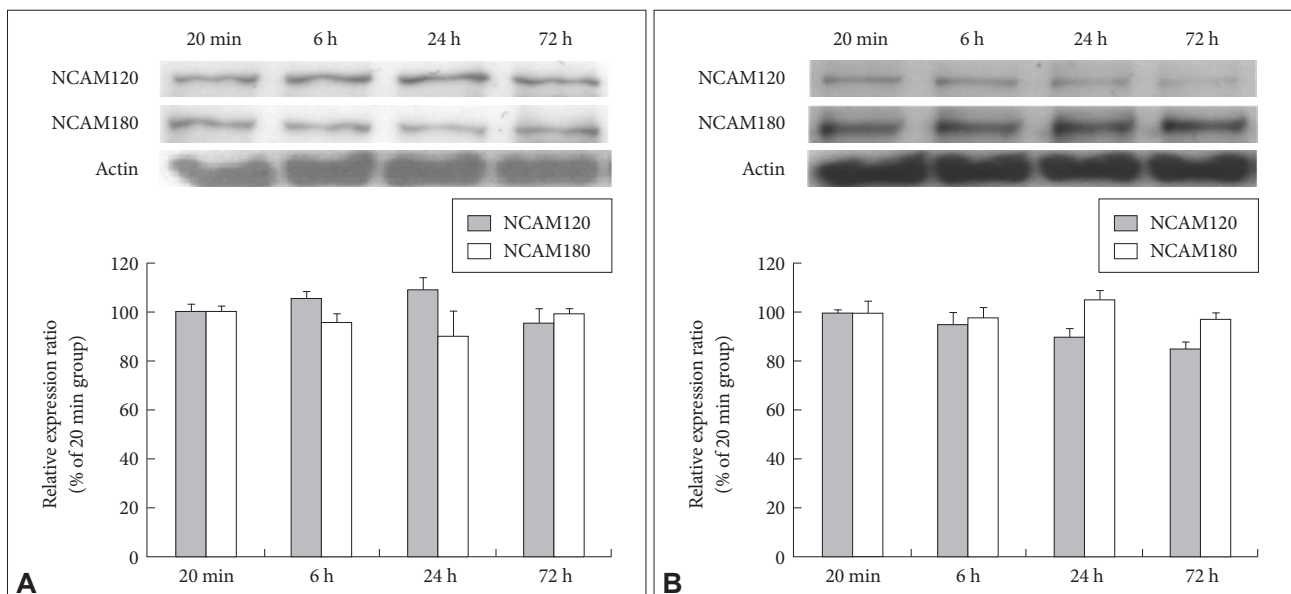 20 min 6 h 24 h 72 h
NCAM120
NCAM180
Actin
NCAM120
NCAM180
Relative expression ratio
(% of 20 min group)
120
100
80
60
40
20
0
20 min 6 h 24 h 72 h
A
20 min 6 h 24 h 72 h
NCAM120
NCAM180
Actin
NCAM120
NCAM180
Relative expression ratio
(% of 20 min group)
120
100
80
60
40
20
0
20 min 6 h 24 h 72 h
B